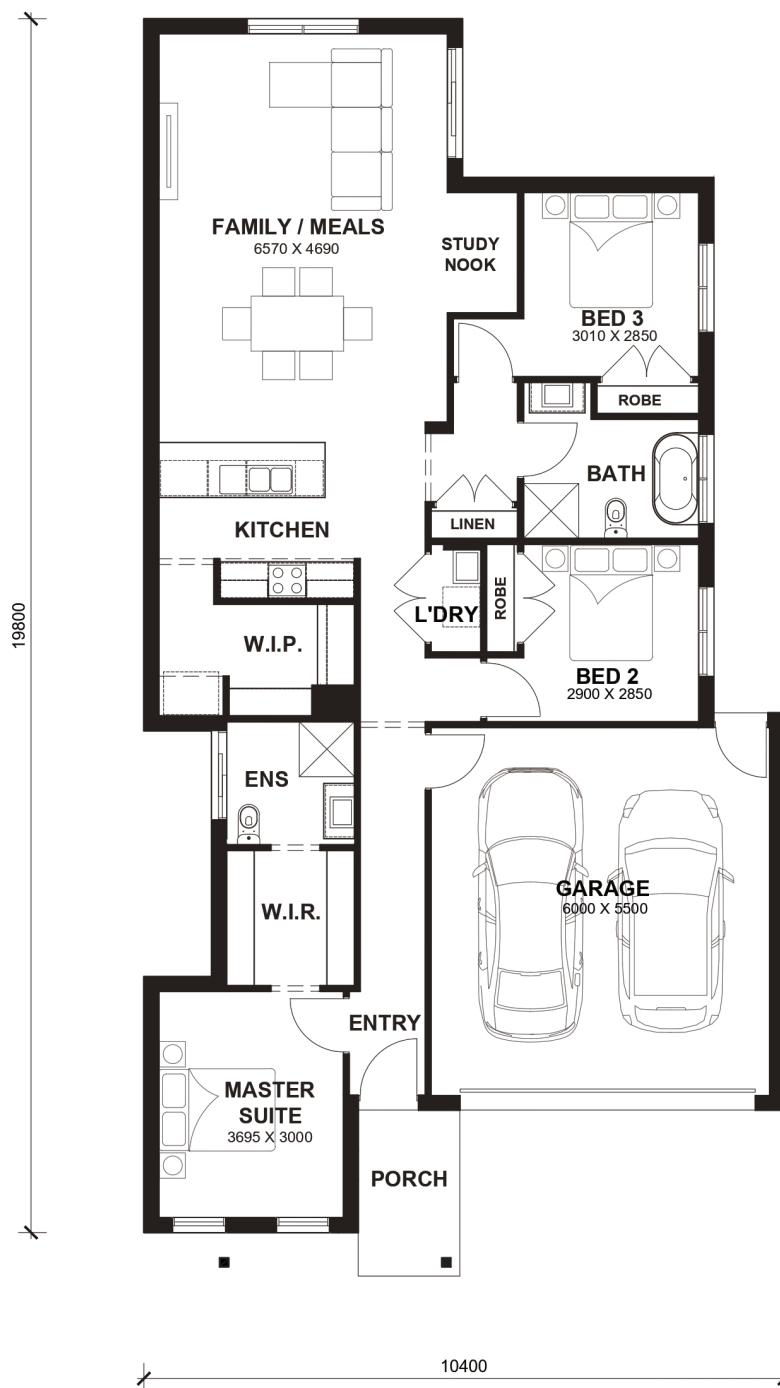 FAMILY / MEALS
6570 X 4690
STUDY
NOOK
BED 3
3010 X 2850
ROBE
BATH
KITCHEN
LINEN
19800
L'DRY
ROBE
W.I.P.
BED 2
2900 X 2850
ENS
GARAGE
6000 X 5500
W.I.R.
ENTRY
MASTER
SUITE
3695 X 3000
PORCH
10400